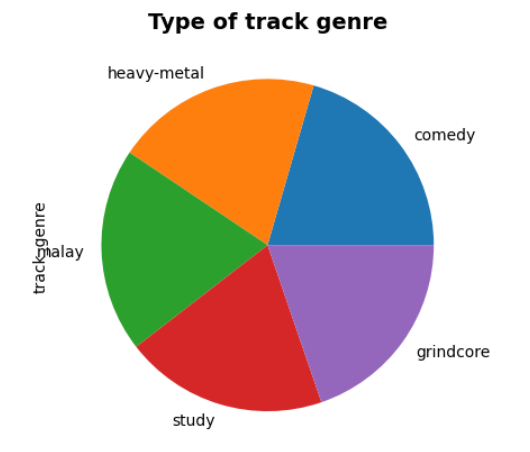 Type of track genre
heavy-metal
comedy
track_genre
malay
grindcore
study